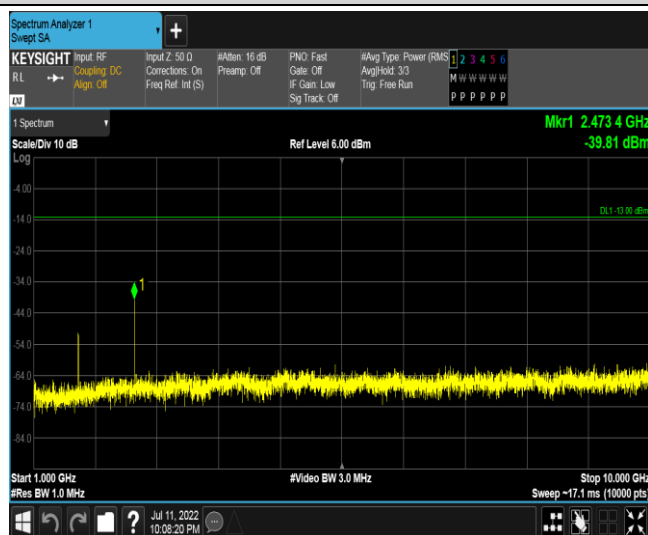 Spectrum Analyzer 1
Swept SA
+
KEYSIGHT
RL
LXI
Input: RF
Coupling: DC
Align: Off
Input Z: 50 Ω
Corrections: On
Freq Ref: Int (S)
#Atten: 16 dB
Preamp: Off
PNO: Fast
Gate: Off
IF Gain: Low
Sig Track: Off
#Avg Type: Power (RMS
Avg|Hold: 3/3
Trig: Free Run
1 2 3 4 5 6
M W W W W W
P P P P P P
1 Spectrum
Scale/Div 10 dB
Ref Level 6.00 dBm
Mkr1 2.473 4 GHz
-39.81 dBm
Log
-4.00
-14.0
-24.0
-34.0
-44.0
-54.0
-64.0
-74.0
-84.0
DL1 -13.00 dBm
1
Start 1.000 GHz
#Res BW 1.0 MHz
#Video BW 3.0 MHz
Stop 10.000 GHz
Sweep ~17.1 ms (10000 pts)
?
Jul 11, 2022
10:08:20 PM